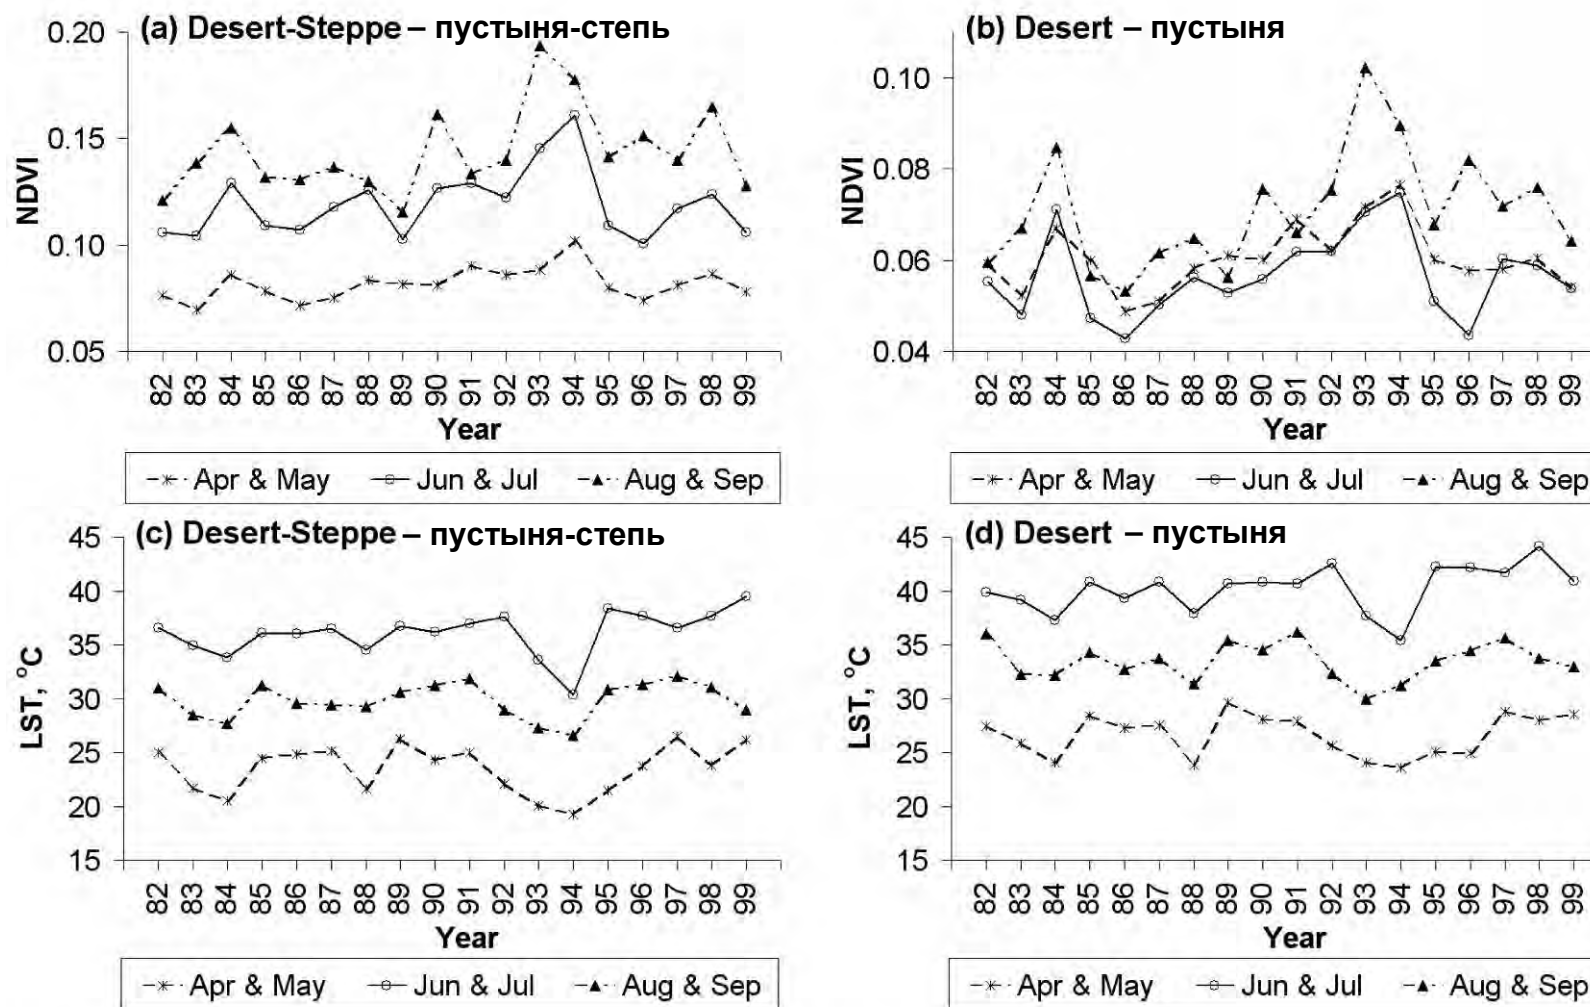 (a) Desert-Steppe – пустыня-степь
NDVI
0.20
0.15
0.10
0.05
82 83 84 85 86 87 88 89 90 91 92 93 94 95 96 97 98 99
Year
Apr & May Jun & Jul Aug & Sep
(b) Desert – пустыня
NDVI
0.10
0.08
0.06
0.04
82 83 84 85 86 87 88 89 90 91 92 93 94 95 96 97 98 99
Year
Apr & May Jun & Jul Aug & Sep
(c) Desert-Steppe – пустыня-степь
LST, °C
45
40
35
30
25
20
15
82 83 84 85 86 87 88 89 90 91 92 93 94 95 96 97 98 99
Year
Apr & May Jun & Jul Aug & Sep
(d) Desert – пустыня
LST, °C
45
40
35
30
25
20
15
82 83 84 85 86 87 88 89 90 91 92 93 94 95 96 97 98 99
Year
Apr & May Jun & Jul Aug & Sep